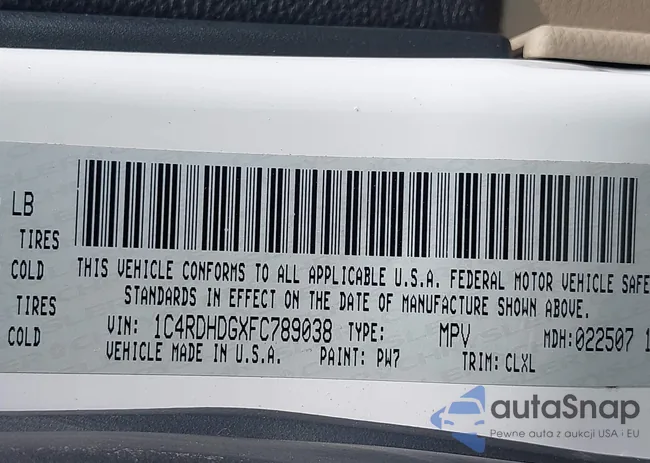 LB
TIRES
COLD THIS VEHICLE CONFORMS TO ALL APPLICABLE U.S.A. FEDERAL MOTOR VEHICLE SAFE
TIRES STANDARDS IN EFFECT ON THE DATE OF MANUFACTURE SHOWN ABOVE.
COLD VIN: 1C4RDHDGXFC789038 TYPE: MPV MDH:022507 1
VEHICLE MADE IN U.S.A. PAINT: PW7 TRIM: CLXL
autaSnap
Pewne auta z aukcji USA i EU